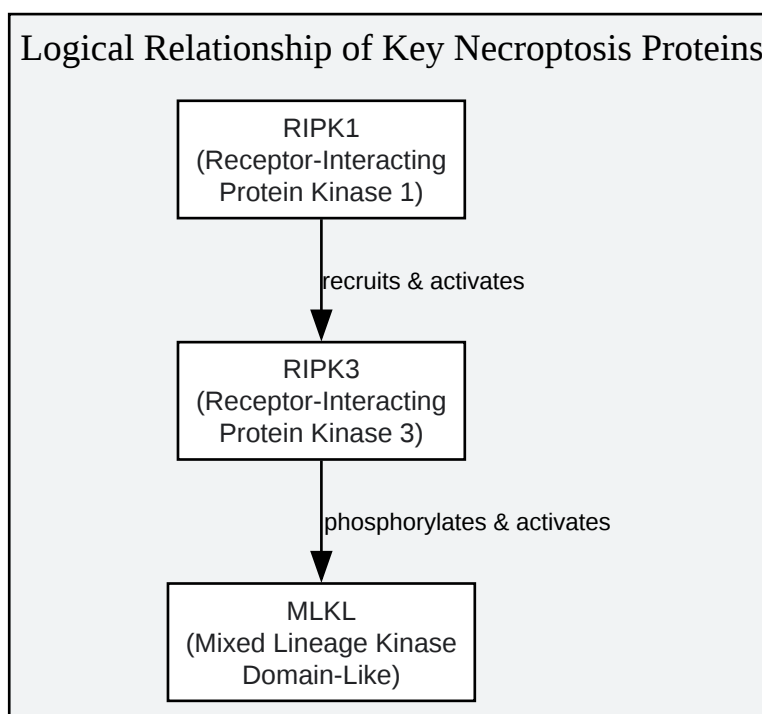 Logical Relationship of Key Necroptosis Proteins
RIPK1
(Receptor-Interacting
Protein Kinase 1)
recruits & activates
RIPK3
(Receptor-Interacting
Protein Kinase 3)
phosphorylates & activates
MLKL
(Mixed Lineage Kinase
Domain-Like)